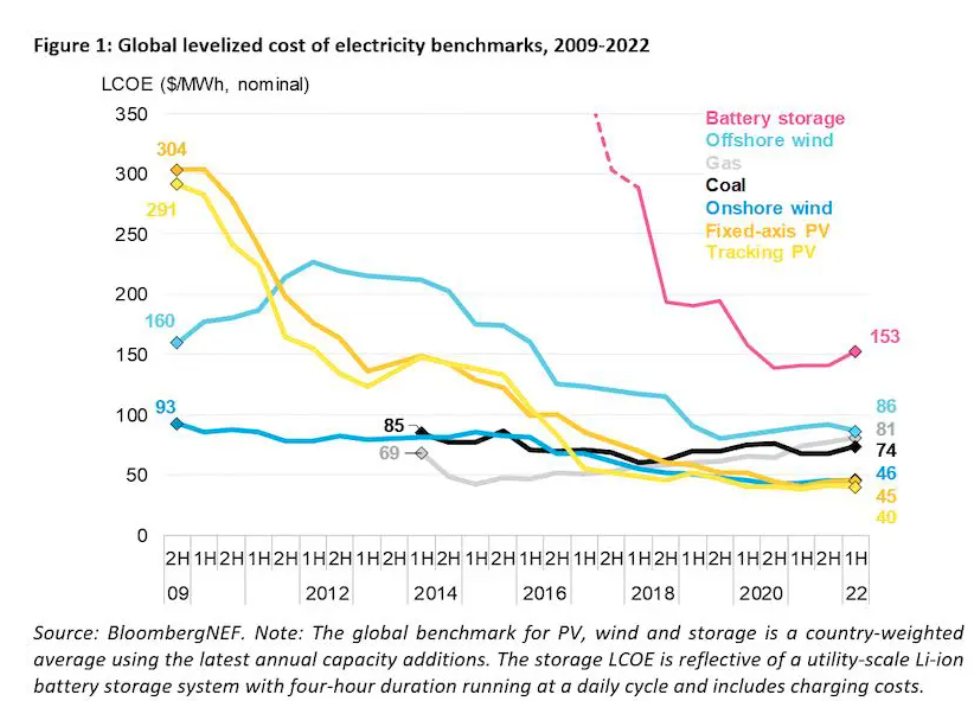 Figure 1: Global levelized cost of electricity benchmarks, 2009-2022
LCOE ($/MWh, nominal)
350
300
250
200
150
100
50
0
304
291
160
93
85
69
Battery storage
Offshore wind
Gas
Coal
Onshore wind
Fixed-axis PV
Tracking PV
153
86
81
74
46
45
40
2H 1H 2H 1H 2H 1H 2H 1H 2H 1H 2H 1H 2H 1H 2H 1H 2H 1H 2H 1H 2H 1H 2H 1H 2H 1H
09 2012 2014 2016 2018 2020 22
Source: BloombergNEF. Note: The global benchmark for PV, wind and storage is a country-weighted
average using the latest annual capacity additions. The storage LCOE is reflective of a utility-scale Li-ion
battery storage system with four-hour duration running at a daily cycle and includes charging costs.